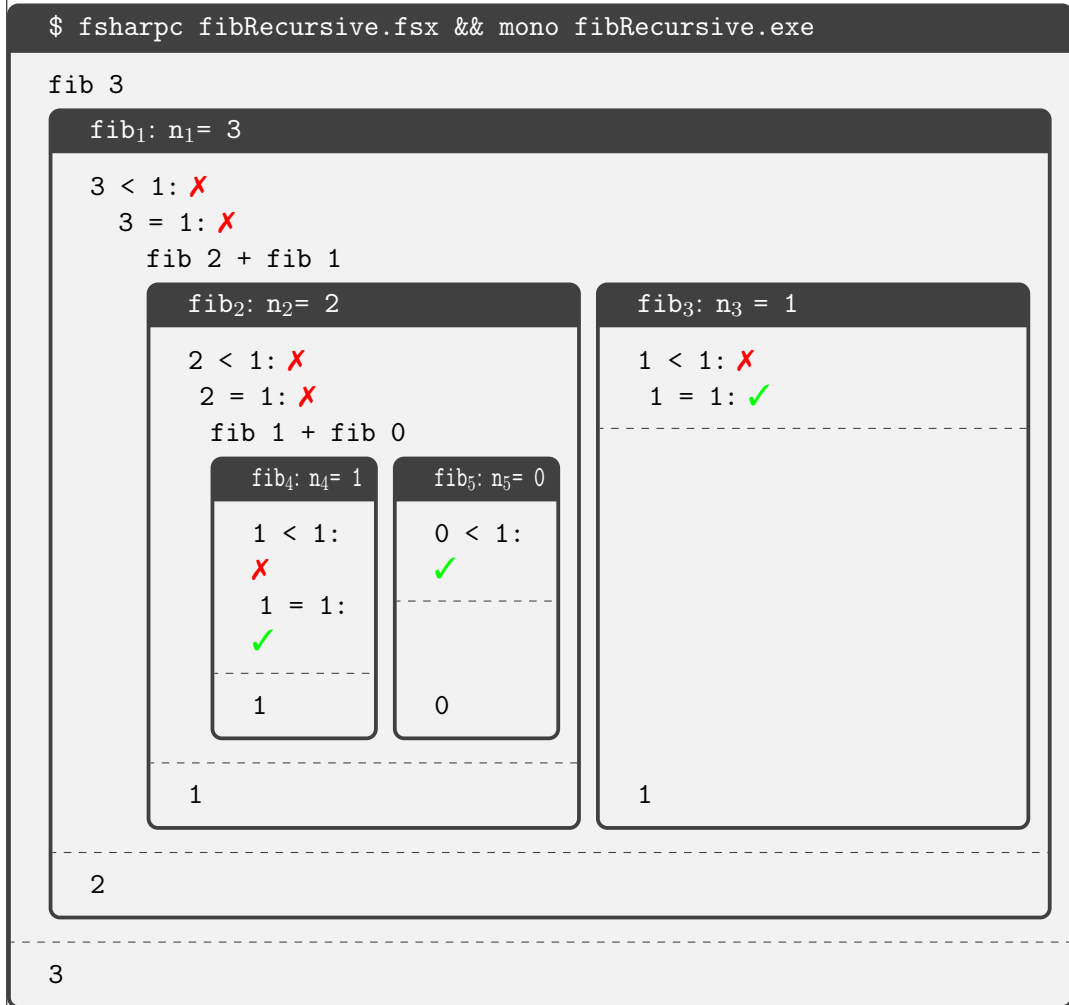 $ fsharpc fibRecursive.fsx && mono fibRecursive.exe
fib 3
fib₁: n₁= 3
3 < 1: ✗
3 = 1: ✗
fib 2 + fib 1
fib₂: n₂= 2
2 < 1: ✗
2 = 1: ✗
fib 1 + fib 0
fib₄: n₄= 1
1 < 1:
✗
1 = 1:
✓
1
fib₅: n₅= 0
0 < 1:
✓
0
1
fib₃: n₃ = 1
1 < 1: ✗
1 = 1: ✓
1
2
3